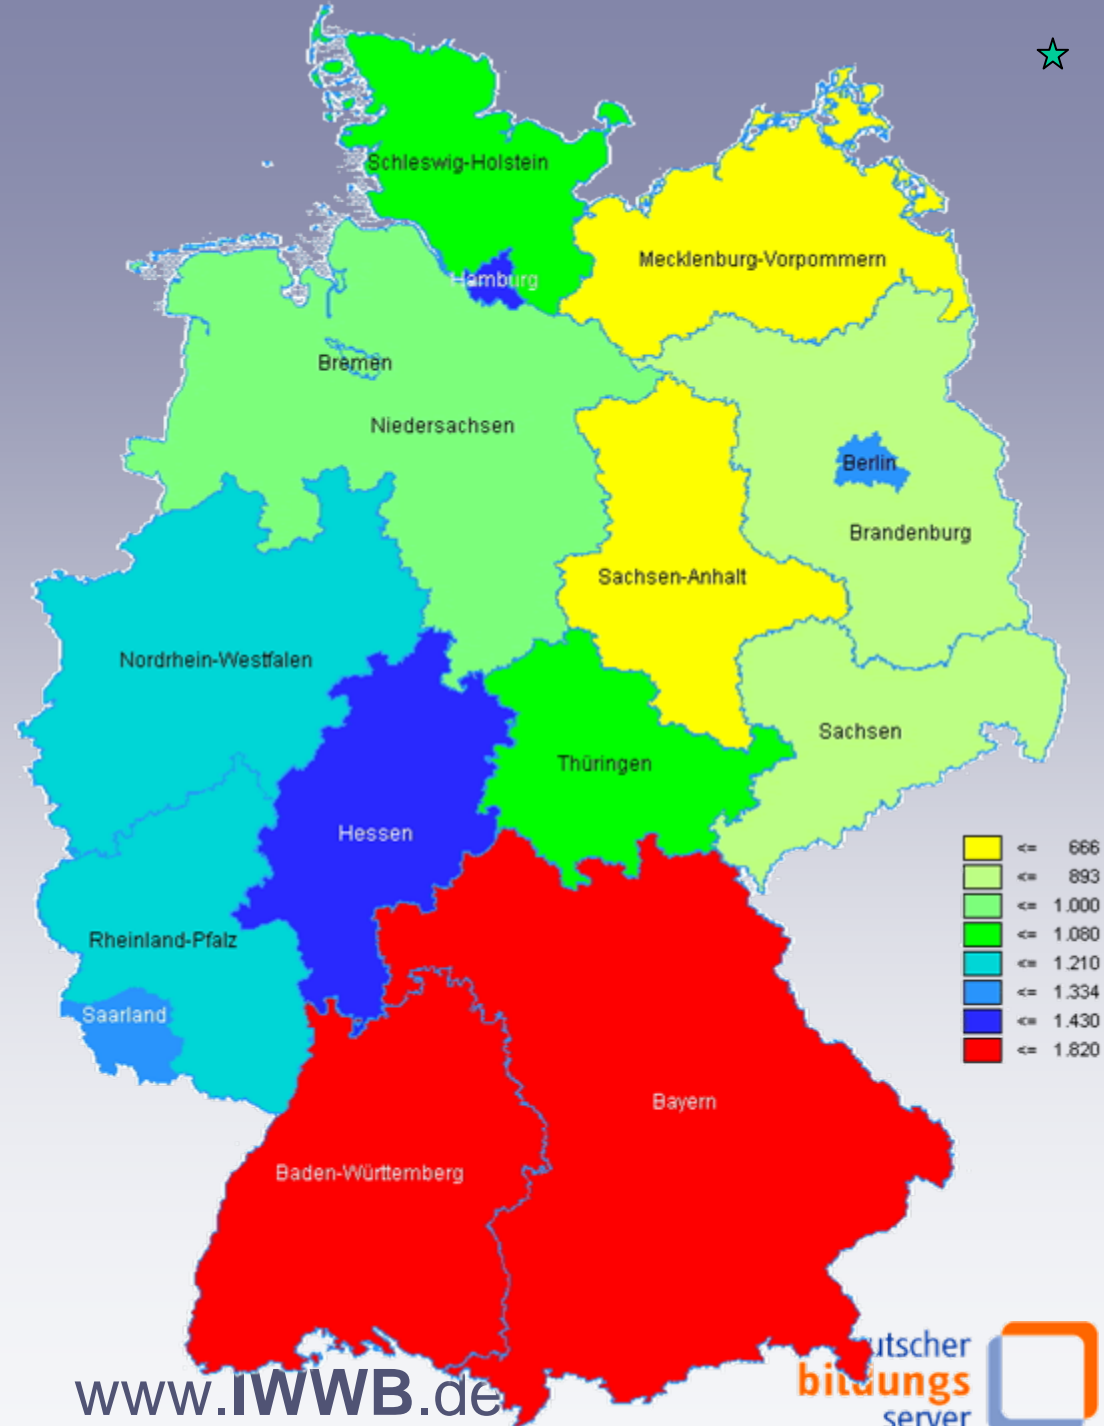 Schleswig-Holstein
Mecklenburg-Vorpommern
Hamburg
Bremen
Niedersachsen
Berlin
Brandenburg
Sachsen-Anhalt
Nordrhein-Westfalen
Sachsen
Thüringen
Hessen
Rheinland-Pfalz
Saarland
Bayern
Baden-Württemberg
<= 666
<= 893
<= 1.000
<= 1.080
<= 1.210
<= 1.334
<= 1.430
<= 1.820
www.IWWB.de
utscher
bildungs
server